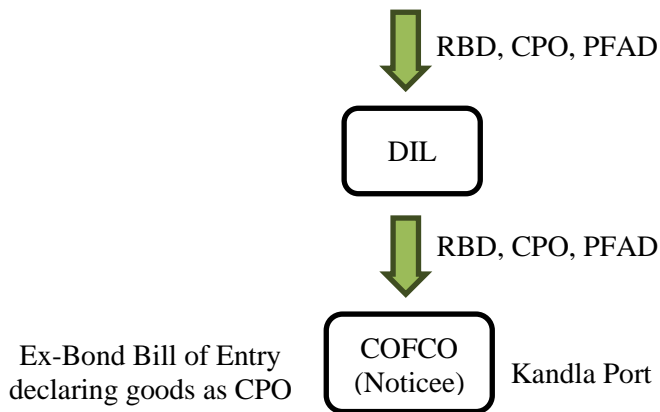 RBD, CPO, PFAD
DIL
RBD, CPO, PFAD
Ex-Bond Bill of Entry
declaring goods as CPO
COFCO
(Noticee)
Kandla Port